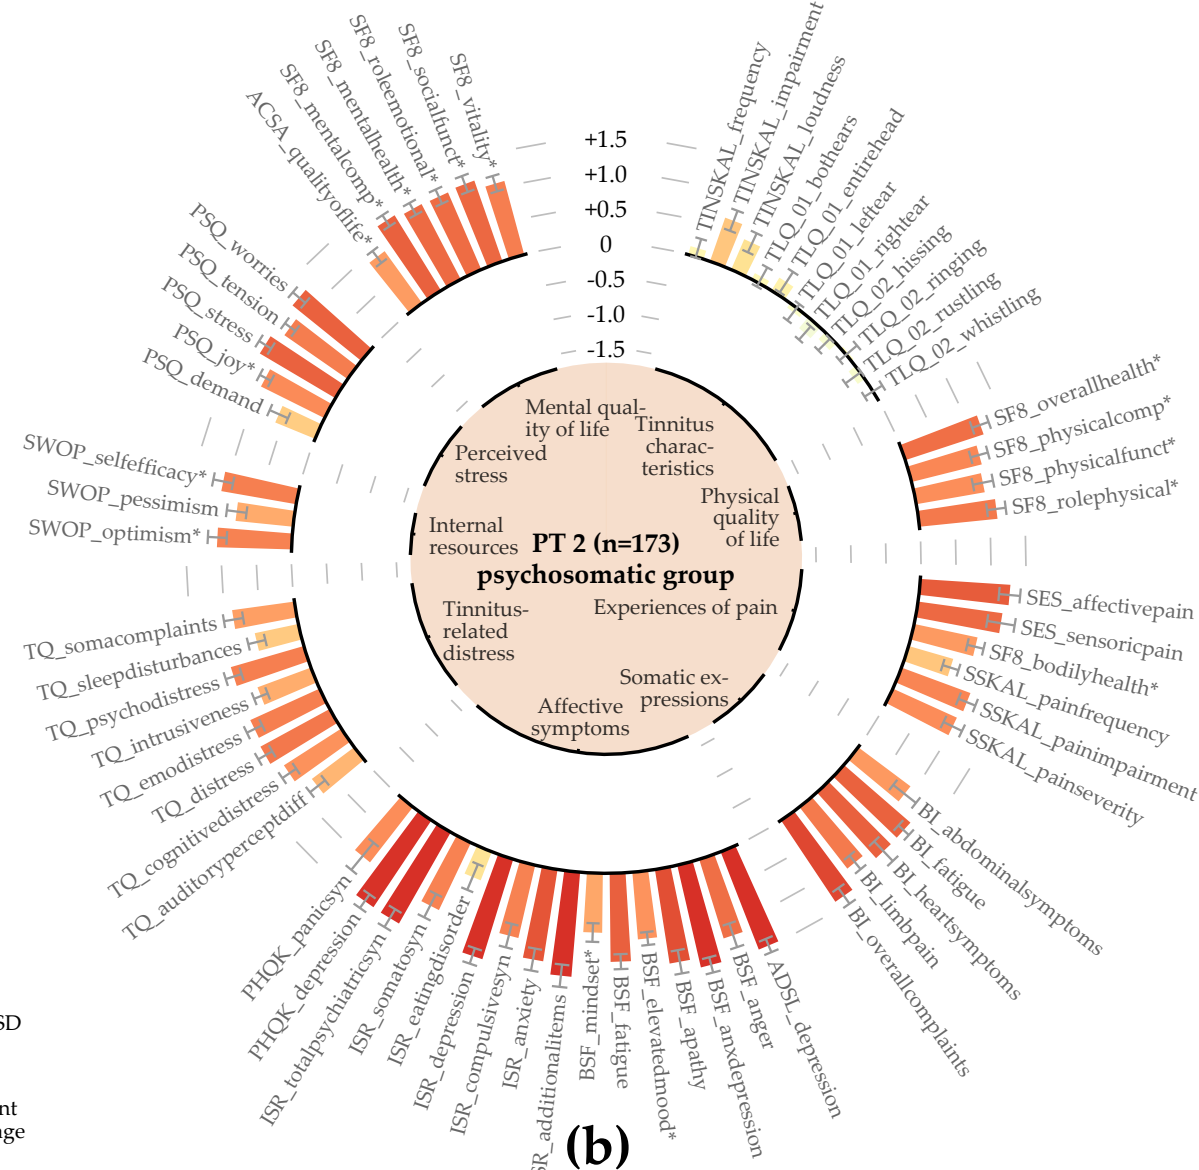 SF8_vitality*
SF8_socialfunct*
SF8_roleemotional*
SF8_mentalhealth*
SF8_mentalcomp*
ACSA_qualityoflife*
TINSKAL_frequency
TINSKAL_impairment
TINSKAL_loudness
TLQ_01_bothears
TLQ_01_entirehead
TLQ_01_leftear
TLQ_01_rightear
TLQ_02_hissing
TLQ_02_ringing
TLQ_02_rustling
TLQ_02_whistling
+1.5
+1.0
+0.5
0
-0.5
-1.0
-1.5
PSQ_worries
PSQ_tension
PSQ_stress
PSQ_joy*
PSQ_demand
SF8_overallhealth*
SF8_physicalcomp*
SF8_physicalfunct*
SF8_rolephysical*
SWOP_selfefficacy*
SWOP_pessimism
SWOP_optimism*
Mental qual-
ity of life
Tinnitus
charac-
teristics
Perceived
stress
Physical
quality
of life
Internal
resources
PT 2 (n=173)
psychosomatic group
Tinnitus-
related
distress
Experiences of pain
Somatic ex-
pressions
Affective
symptoms
SES_affectivepain
SES_sensoricpain
SF8_bodilyhealth*
SSKAL_painfrequency
SSKAL_painimpairment
SSKAL_painseverity
TQ_somacomplaints
TQ_sleepdisturbances
TQ_psychodistress
TQ_intrusiveness
TQ_emodistress
TQ_distress
TQ_cognitivedistress
TQ_auditoryperceptdiff
BI_abdominalsymptoms
BI_fatigue
BI_heartsymptoms
BI_limbpain
BI_overallcomplaints
PHQK_panicsyn
PHQK_depression
ISR_totalpsychiatricsyn
ISR_somatosyn
ISR_eatingdisorder
ISR_depression
ISR_compulsivesyn
ISR_anxiety
SR_additionalitems
BSF_mindset*
BSF_fatigue
BSF_elevatedmood*
BSF_apathy
BSF_anxdepression
BSF_anger
ADSL_depression
SD
nt
nge
(b)